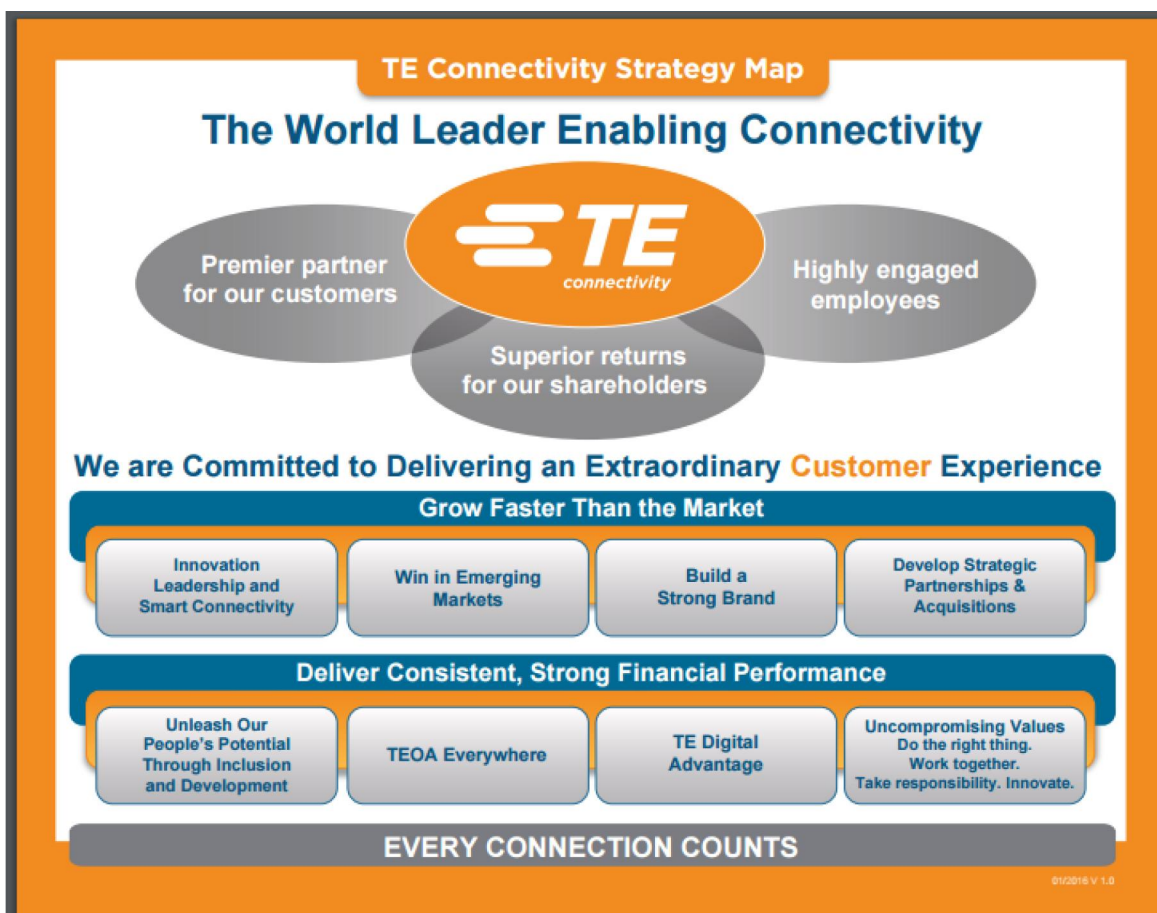 TE Connectivity Strategy Map
The World Leader Enabling Connectivity
TE
connectivity
Premier partner
for our customers
Highly engaged
employees
Superior returns
for our shareholders
We are Committed to Delivering an Extraordinary Customer Experience
Grow Faster Than the Market
Innovation
Leadership and
Smart Connectivity
Win in Emerging
Markets
Build a
Strong Brand
Develop Strategic
Partnerships &
Acquisitions
Deliver Consistent, Strong Financial Performance
Unleash Our
People's Potential
Through Inclusion
and Development
TEOA Everywhere
TE Digital
Advantage
Uncompromising Values
Do the right thing.
Work together.
Take responsibility. Innovate.
EVERY CONNECTION COUNTS
01/2016 V 1.0